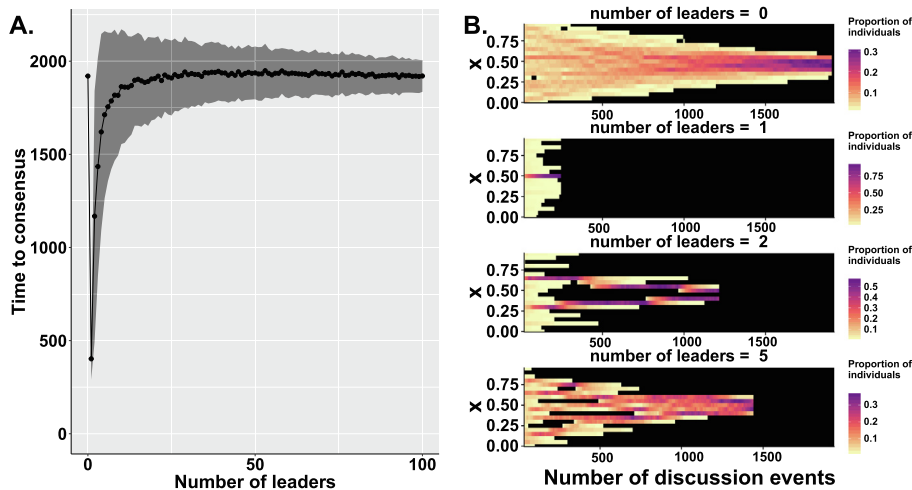 A.
Time to consensus
2000
1500
1000
500
0
0 50 100
Number of leaders
B.
number of leaders = 0
x
0.75
0.50
0.25
0.00
500 1000 1500
Proportion of
individuals
0.3
0.2
0.1
number of leaders = 1
x
0.75
0.50
0.25
0.00
500 1000 1500
Proportion of
individuals
0.75
0.50
0.25
number of leaders = 2
x
0.75
0.50
0.25
0.00
500 1000 1500
Proportion of
individuals
0.5
0.4
0.3
0.2
0.1
number of leaders = 5
x
0.75
0.50
0.25
0.00
500 1000 1500
Proportion of
individuals
0.3
0.2
0.1
Number of discussion events